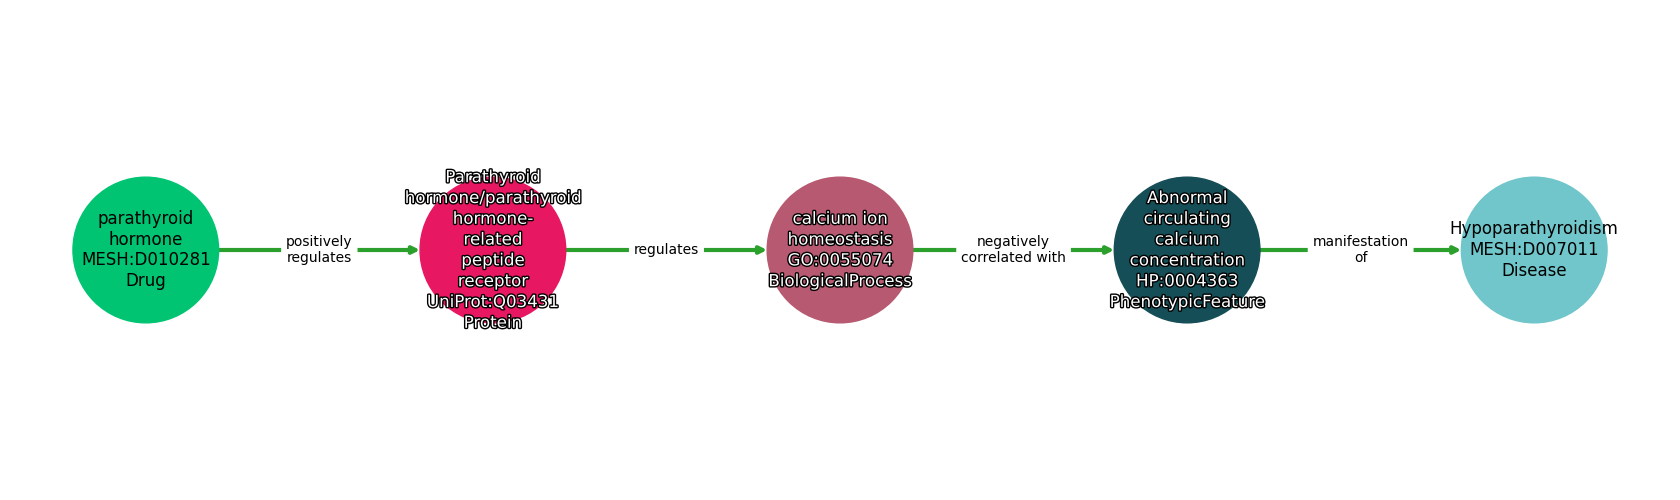 parathyroid
hormone
MESH:D010281
Drug
positively
regulates
Parathyroid
hormone/parathyroid
hormone-
related
peptide
receptor
UniProt:Q03431
Protein
regulates
calcium ion
homeostasis
GO:0055074
BiologicalProcess
negatively
correlated with
Abnormal
circulating
calcium
concentration
HP:0004363
PhenotypicFeature
manifestation
of
Hypoparathyroidism
MESH:D007011
Disease